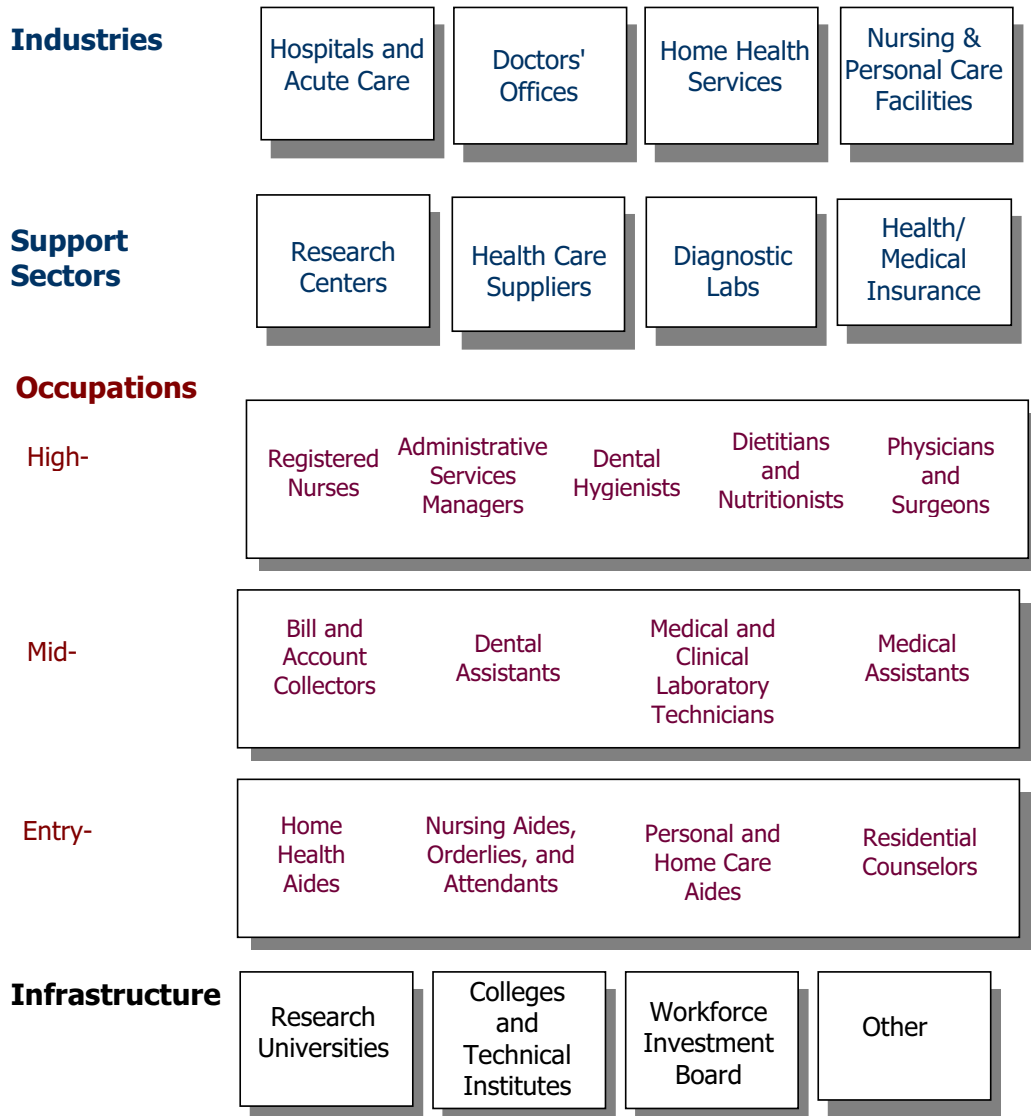 Industries
Hospitals and
Acute Care
Doctors'
Offices
Home Health
Services
Nursing &
Personal Care
Facilities
Support
Sectors
Research
Centers
Health Care
Suppliers
Diagnostic
Labs
Health/
Medical
Insurance
Occupations
High-
Registered
Nurses
Administrative
Services
Managers
Dental
Hygienists
Dietitians
and
Nutritionists
Physicians
and
Surgeons
Mid-
Bill and
Account
Collectors
Dental
Assistants
Medical and
Clinical
Laboratory
Technicians
Medical
Assistants
Entry-
Home
Health
Aides
Nursing Aides,
Orderlies, and
Attendants
Personal and
Home Care
Aides
Residential
Counselors
Infrastructure
Research
Universities
Colleges
and
Technical
Institutes
Workforce
Investment
Board
Other